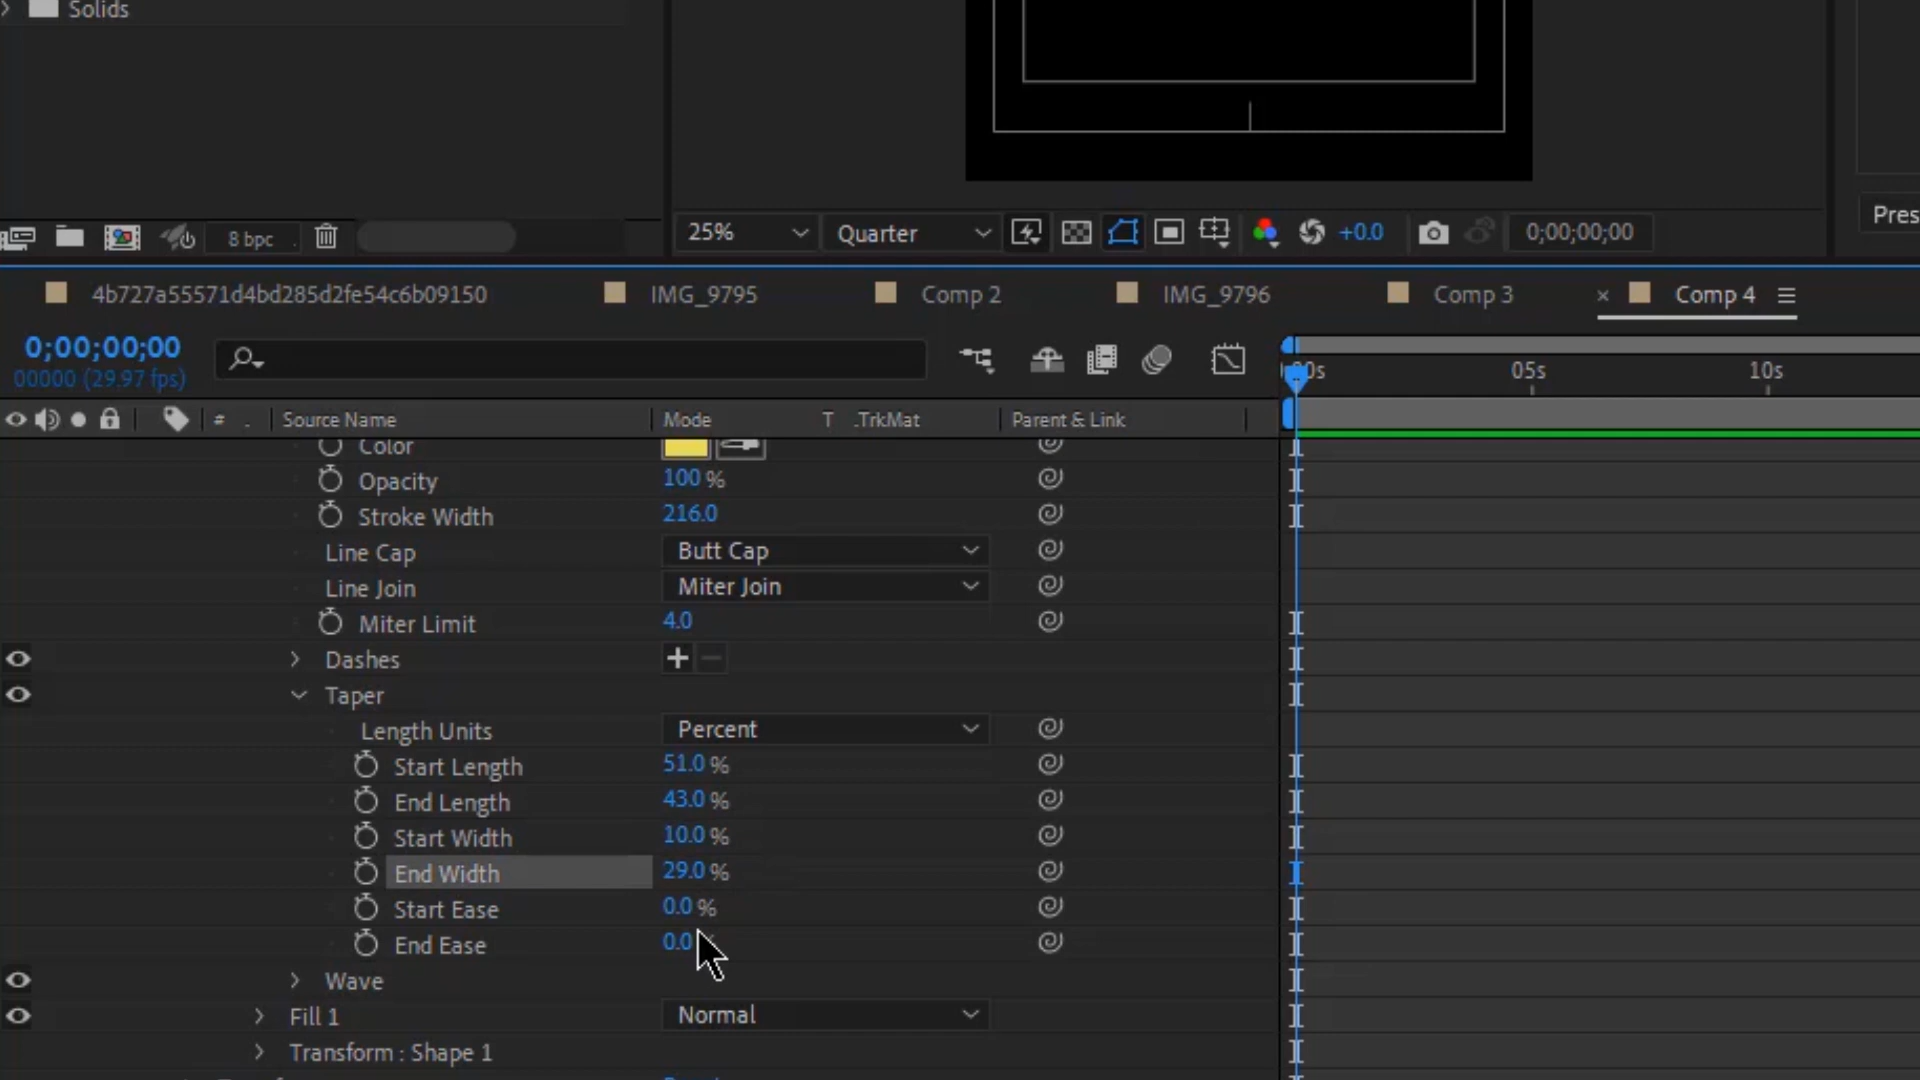 Solids
8 bpc
25%
Quarter
+0.0
0;00;00;00
Pres
4b727a55571d4bd285d2fe54c6b09150
IMG_9795
Comp 2
IMG_9796
Comp 3
× Comp 4
0;00;00;00
00000 (29.97 fps)
00s 05s 10s
# . Source Name Mode T .TrkMat Parent & Link
Color
Opacity 100 %
Stroke Width 216.0
Line Cap Butt Cap
Line Join Miter Join
Miter Limit 4.0
Dashes + −
Taper
Length Units Percent
Start Length 51.0 %
End Length 43.0 %
Start Width 10.0 %
End Width 29.0 %
Start Ease 0.0 %
End Ease 0.0
Wave
Fill 1 Normal
Transform : Shape 1